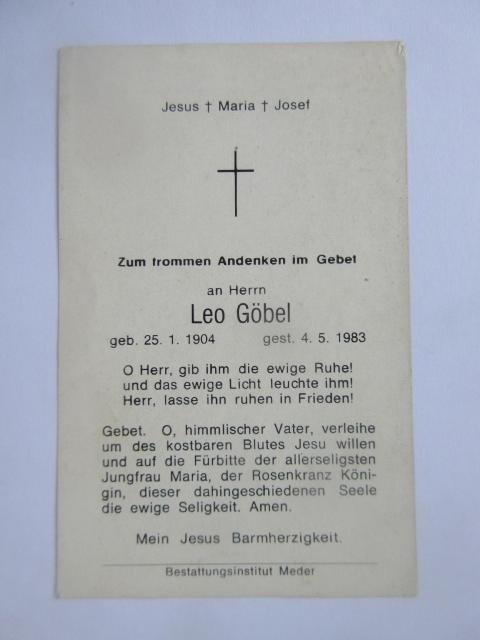 Jesus † Maria † Josef
Zum frommen Andenken im Gebet
an Herrn
Leo Göbel
geb. 25. 1. 1904 gest. 4. 5. 1983
O Herr, gib ihm die ewige Ruhe!
und das ewige Licht leuchte ihm!
Herr, lasse ihn ruhen in Frieden!
Gebet. O, himmlischer Vater, verleihe
um des kostbaren Blutes Jesu willen
und auf die Fürbitte der allerseligsten
Jungfrau Maria, der Rosenkranz Köni-
gin, dieser dahingeschiedenen Seele
die ewige Seligkeit. Amen.
Mein Jesus Barmherzigkeit.
Bestattungsinstitut Meder